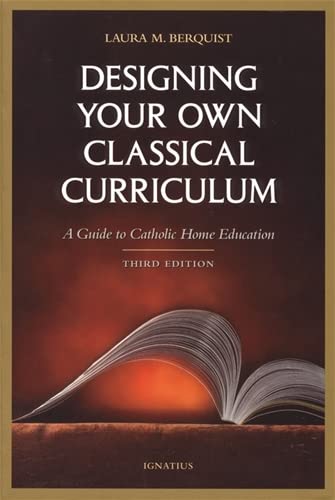 LAURA M. BERQUIST
DESIGNING
YOUR OWN
CLASSICAL
CURRICULUM
A Guide to Catholic Home Education
THIRD EDITION
IGNATIUS